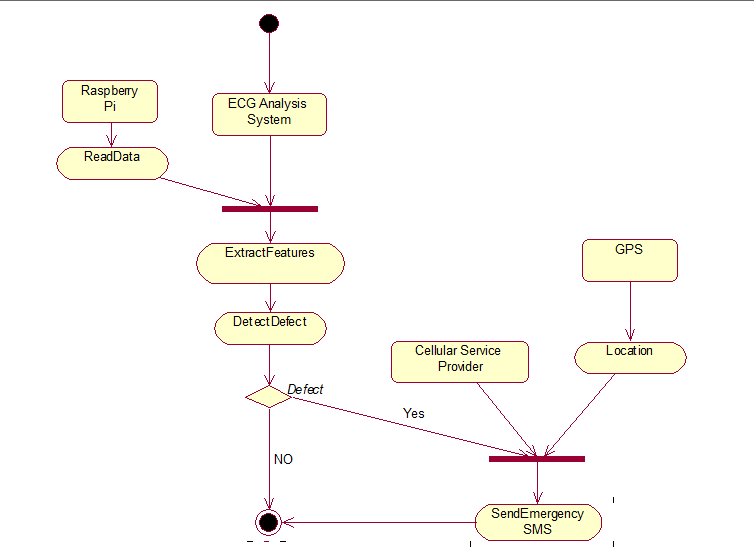 Raspberry
Pi
ECG Analysis
System
ReadData
ExtractFeatures
GPS
DetectDefect
Cellular Service
Provider
Location
Defect
Yes
NO
SendEmergency
SMS